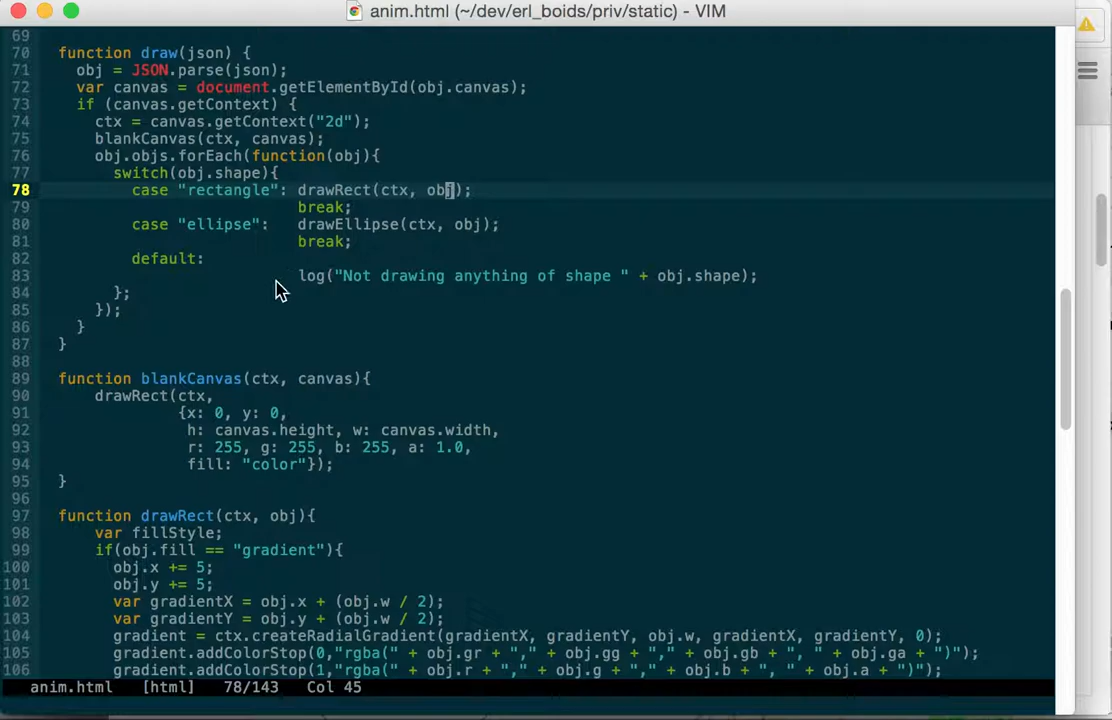 anim.html (~/dev/erl_boids/priv/static) - VIM
69
70 function draw(json) {
71 obj = JSON.parse(json);
72 var canvas = document.getElementById(obj.canvas);
73 if (canvas.getContext) {
74 ctx = canvas.getContext("2d");
75 blankCanvas(ctx, canvas);
76 obj.objs.forEach(function(obj){
77 switch(obj.shape){
78 case "rectangle": drawRect(ctx, obj);
79 break;
80 case "ellipse": drawEllipse(ctx, obj);
81 break;
82 default:
83 log("Not drawing anything of shape " + obj.shape);
84 };
85 });
86 }
87 }
88
89 function blankCanvas(ctx, canvas){
90 drawRect(ctx,
91 {x: 0, y: 0,
92 h: canvas.height, w: canvas.width,
93 r: 255, g: 255, b: 255, a: 1.0,
94 fill: "color"});
95 }
96
97 function drawRect(ctx, obj){
98 var fillStyle;
99 if(obj.fill == "gradient"){
100 obj.x += 5;
101 obj.y += 5;
102 var gradientX = obj.x + (obj.w / 2);
103 var gradientY = obj.y + (obj.w / 2);
104 gradient = ctx.createRadialGradient(gradientX, gradientY, obj.w, gradientX, gradientY, 0);
105 gradient.addColorStop(0,"rgba(" + obj.gr + "," + obj.gg + "," + obj.gb + ", " + obj.ga + ")");
106 gradient.addColorStop(1,"rgba(" + obj.r + "," + obj.g + "," + obj.b + ", " + obj.a + ")");
anim.html [html] 78/143 Col 45